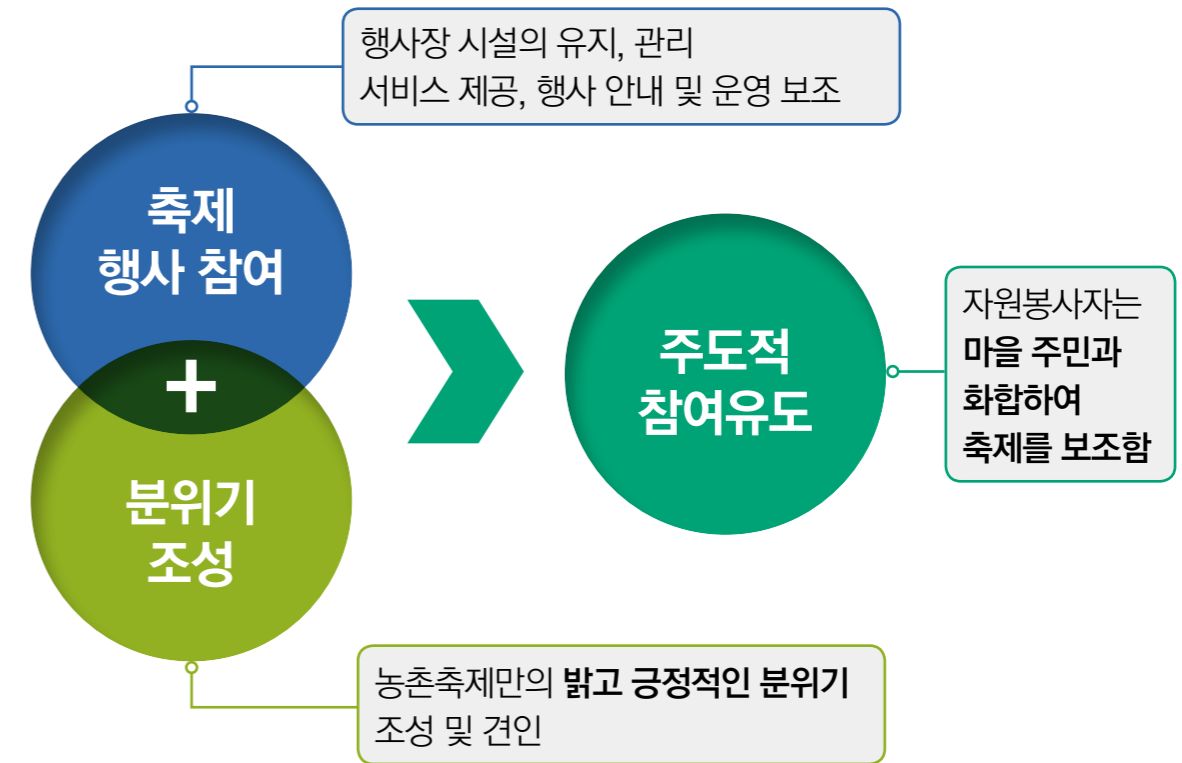 행사장 시설의 유지, 관리
서비스 제공, 행사 안내 및 운영 보조
축제
행사 참여
+
분위기
조성
주도적
참여유도
자원봉사자는
마을 주민과
화합하여
축제를 보조함
농촌축제만의 밝고 긍정적인 분위기
조성 및 견인